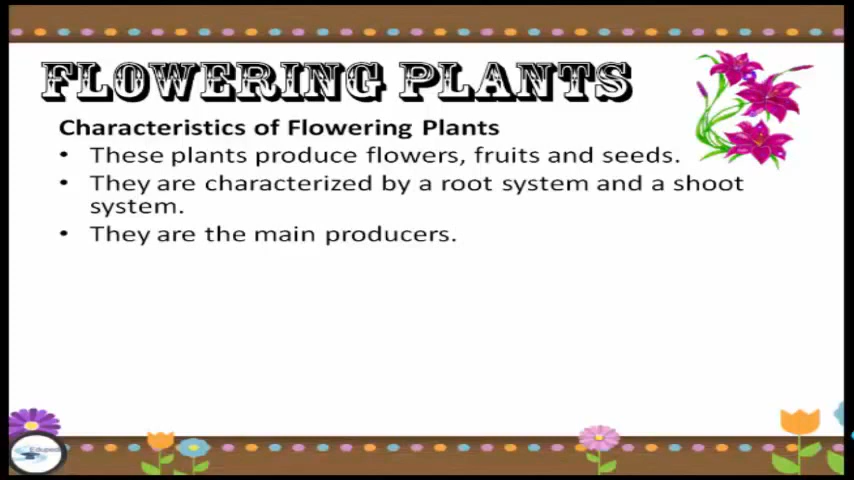 FLOWERING PLANTS
Characteristics of Flowering Plants
• These plants produce flowers, fruits and seeds.
• They are characterized by a root system and a shoot
system.
• They are the main producers.